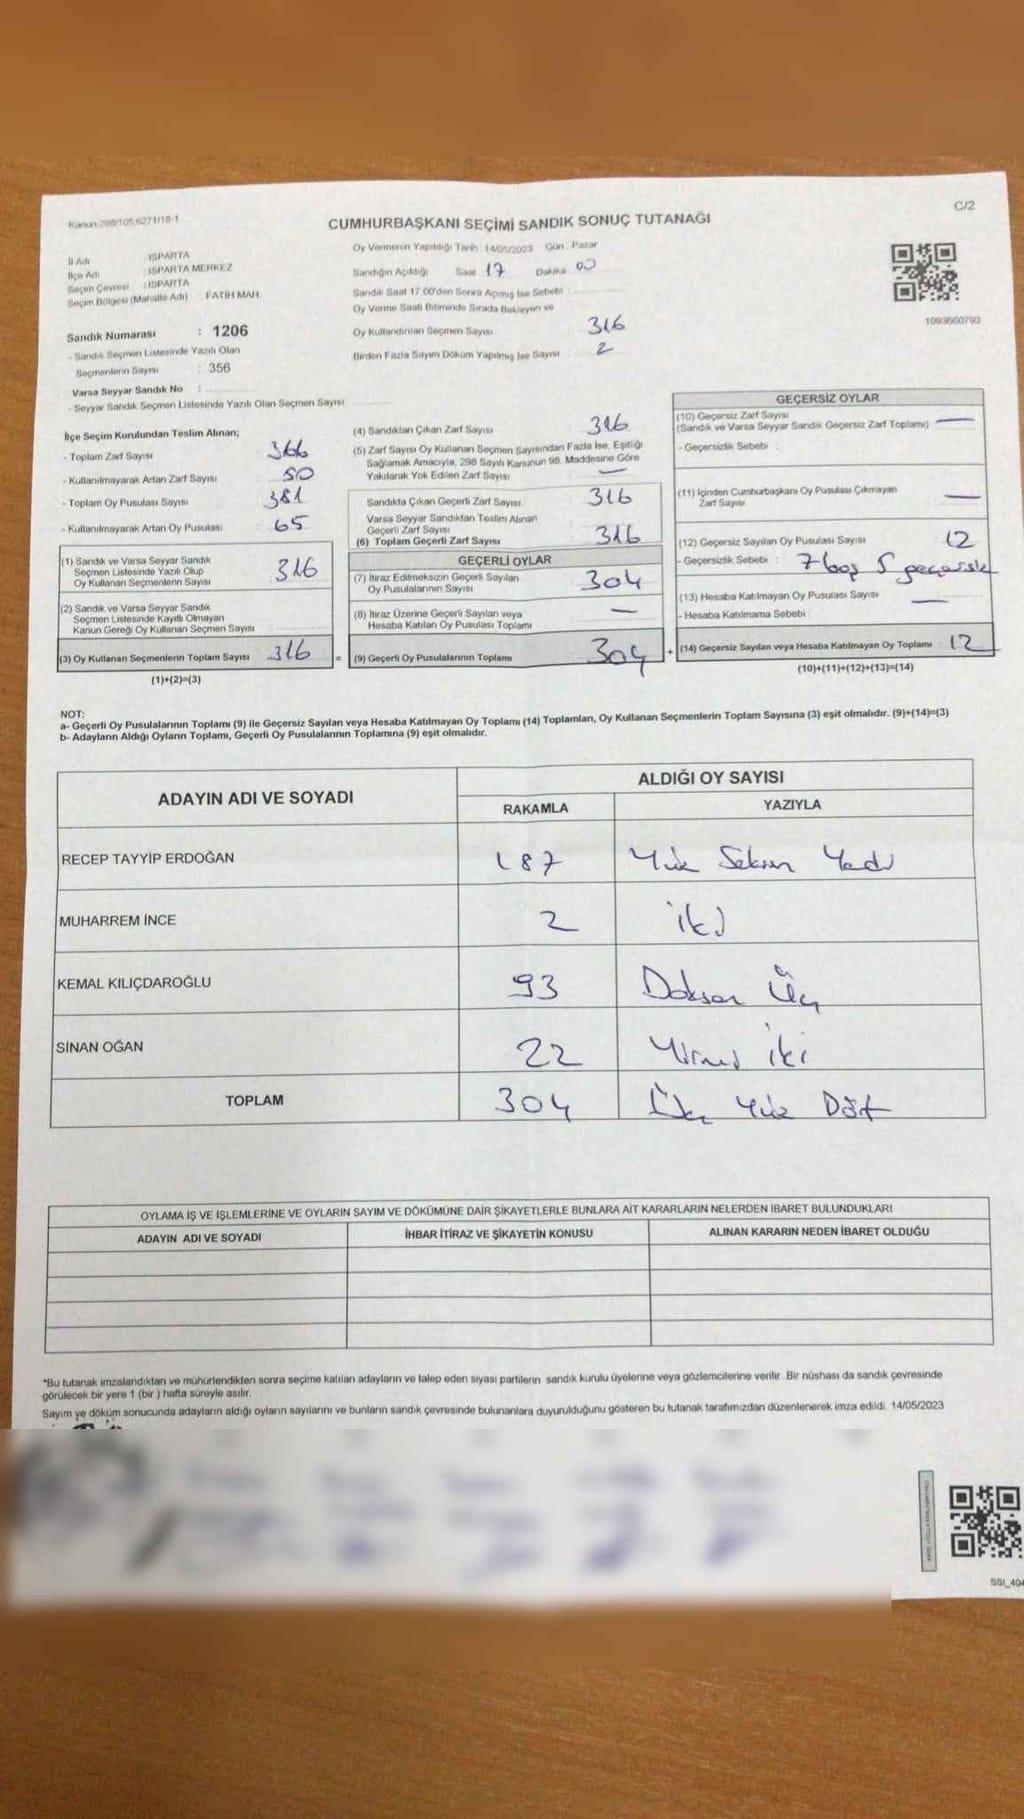 Kanun 298/105,6271/18-1
C/2
CUMHURBAŞKANI SEÇİMİ SANDIK SONUÇ TUTANAĞI
İl Adı : ISPARTA
İlçe Adı : ISPARTA MERKEZ
Seçim Çevresi : ISPARTA
Seçim Bölgesi (Mahalle Adı) FATİH MAH.
Sandık Numarası : 1206
- Sandık Seçmen Listesinde Yazılı Olan
Seçmenlerin Sayısı : 356
Varsa Seyyar Sandık No :
- Seyyar Sandık Seçmen Listesinde Yazılı Olan Seçmen Sayısı
Oy Vermenin Yapıldığı Tarih : 14/05/2023 Gün : Pazar
Sandığın Açıldığı Saat 17 Dakika 00
Sandık Saat 17:00'den Sonra Açımış İse Sebebi :
Oy Verme Saati Bitiminde Sırada Bekleyen ve
Oy Kullandırılan Seçmen Sayısı 316
Birden Fazla Sayım Döküm Yapılmış İse Sayısı 2
1093660793
İlçe Seçim Kurulundan Teslim Alınan;
- Toplam Zarf Sayısı 366
- Kullanılmayarak Artan Zarf Sayısı 50
- Toplam Oy Pusulası Sayısı 381
- Kullanılmayarak Artan Oy Pusulası 65
(1) Sandık ve Varsa Seyyar Sandık
Seçmen Listesinde Yazılı Olup
Oy Kullanan Seçmenlerin Sayısı 316
(2) Sandık ve Varsa Seyyar Sandık
Seçmen Listesinde Kayıtlı Olmayan
Kanun Gereği Oy Kullanan Seçmen Sayısı
(3) Oy Kullanan Seçmenlerin Toplam Sayısı 316 =
(1)+(2)=(3)
(4) Sandıktan Çıkan Zarf Sayısı 316
(5) Zarf Sayısı Oy Kullanan Seçmen Sayısından Fazla İse, Eşitliği
Sağlamak Amacıyla, 298 Sayılı Kanunun 98. Maddesine Göre
Yakılarak Yok Edilen Zarf Sayısı —
Sandıkta Çıkan Geçerli Zarf Sayısı 316
Varsa Seyyar Sandıktan Teslim Alınan
Geçerli Zarf Sayısı
(6) Toplam Geçerli Zarf Sayısı 316
GEÇERLİ OYLAR
(7) İtiraz Edilmeksizin Geçerli Sayılan
Oy Pusulalarının Sayısı 304
(8) İtiraz Üzerine Geçerli Sayılan veya
Hesaba Katılan Oy Pusulası Toplamı —
(9) Geçerli Oy Pusulalarının Toplamı 304 +
GEÇERSİZ OYLAR
(10) Geçersiz Zarf Sayısı —
(Sandık ve Varsa Seyyar Sandık Geçersiz Zarf Toplamı)
- Geçersizlik Sebebi :
(11) İçinden Cumhurbaşkanı Oy Pusulası Çıkmayan
Zarf Sayısı —
(12) Geçersiz Sayılan Oy Pusulası Sayısı 12
- Geçersizlik Sebebi : 7 boş 5 geçersiz
(13) Hesaba Katılmayan Oy Pusulası Sayısı —
- Hesaba Katılmama Sebebi :
(14) Geçersiz Sayılan veya Hesaba Katılmayan Oy Toplamı 12
(10)+(11)+(12)+(13)=(14)
NOT:
a- Geçerli Oy Pusulalarının Toplamı (9) ile Geçersiz Sayılan veya Hesaba Katılmayan Oy Toplamı (14) Toplamları, Oy Kullanan Seçmenlerin Toplam Sayısına (3) eşit olmalıdır. (9)+(14)=(3)
b- Adayların Aldığı Oyların Toplamı, Geçerli Oy Pusulalarının Toplamına (9) eşit olmalıdır.
ADAYIN ADI VE SOYADI
ALDIĞI OY SAYISI
RAKAMLA YAZIYLA
RECEP TAYYİP ERDOĞAN 187 Yüz Seksen Yedi
MUHARREM İNCE 2 iki
KEMAL KILIÇDAROĞLU 93 Doksan Üç
SİNAN OĞAN 22 Yirmi iki
TOPLAM 304 Üç Yüz Dört
OYLAMA İŞ VE İŞLEMLERİNE VE OYLARIN SAYIM VE DÖKÜMÜNE DAİR ŞİKAYETLERLE BUNLARA AİT KARARLARIN NELERDEN İBARET BULUNDUKLARI
ADAYIN ADI VE SOYADI İHBAR İTİRAZ VE ŞİKAYETİN KONUSU ALINAN KARARIN NEDEN İBARET OLDUĞU
*Bu tutanak imzalandıktan ve mühürlendikten sonra seçime katılan adayların ve talep eden siyasi partilerin sandık kurulu üyelerine veya gözlemcilerine verilir. Bir nüshası da sandık çevresinde
görülecek bir yere 1 (bir) hafta süreyle asılır.
Sayım ve döküm sonucunda adayların aldığı oyların sayılarını ve bunların sandık çevresinde bulunanlara duyurulduğunu gösteren bu tutanak tarafımızdan düzenlenerek imza edildi. 14/05/2023